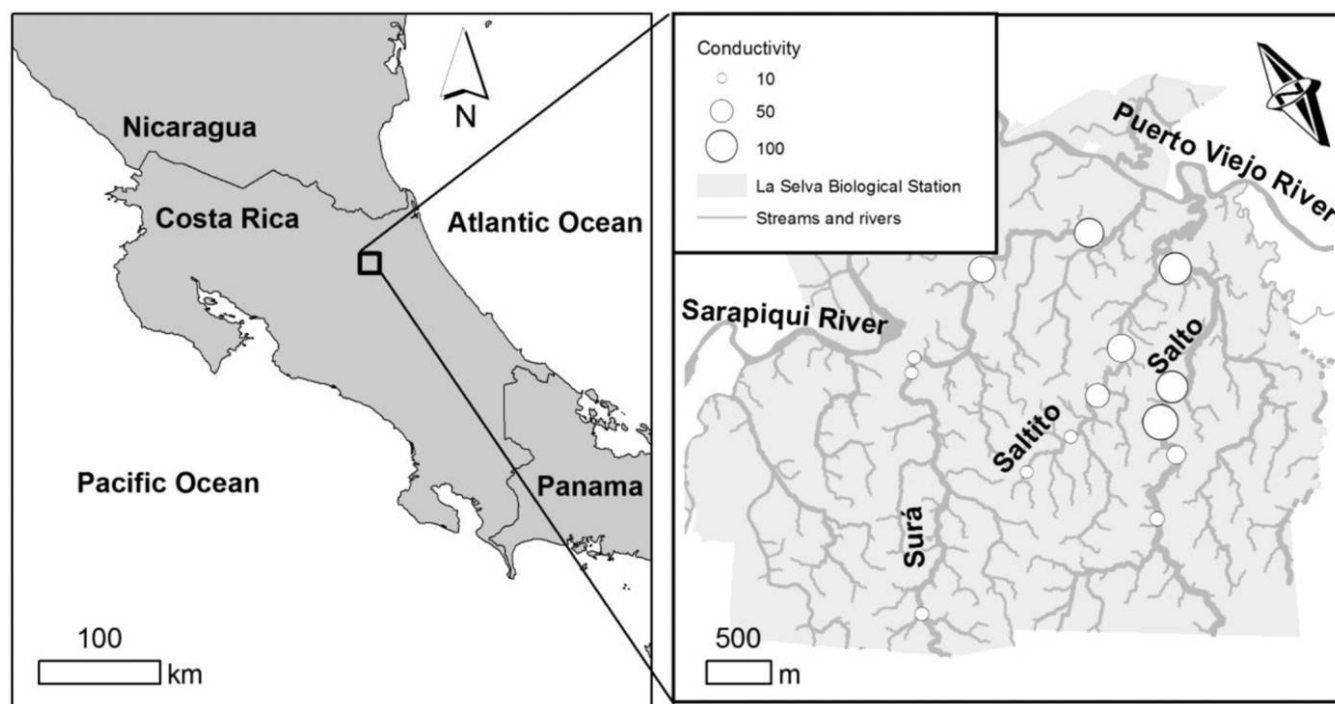 Nicaragua
N
Costa Rica
Atlantic Ocean
Pacific Ocean
Panama
100
km
Conductivity
10
50
100
La Selva Biological Station
Streams and rivers
Puerto Viejo River
Sarapiqui River
Salto
Saltito
Surá
500
m